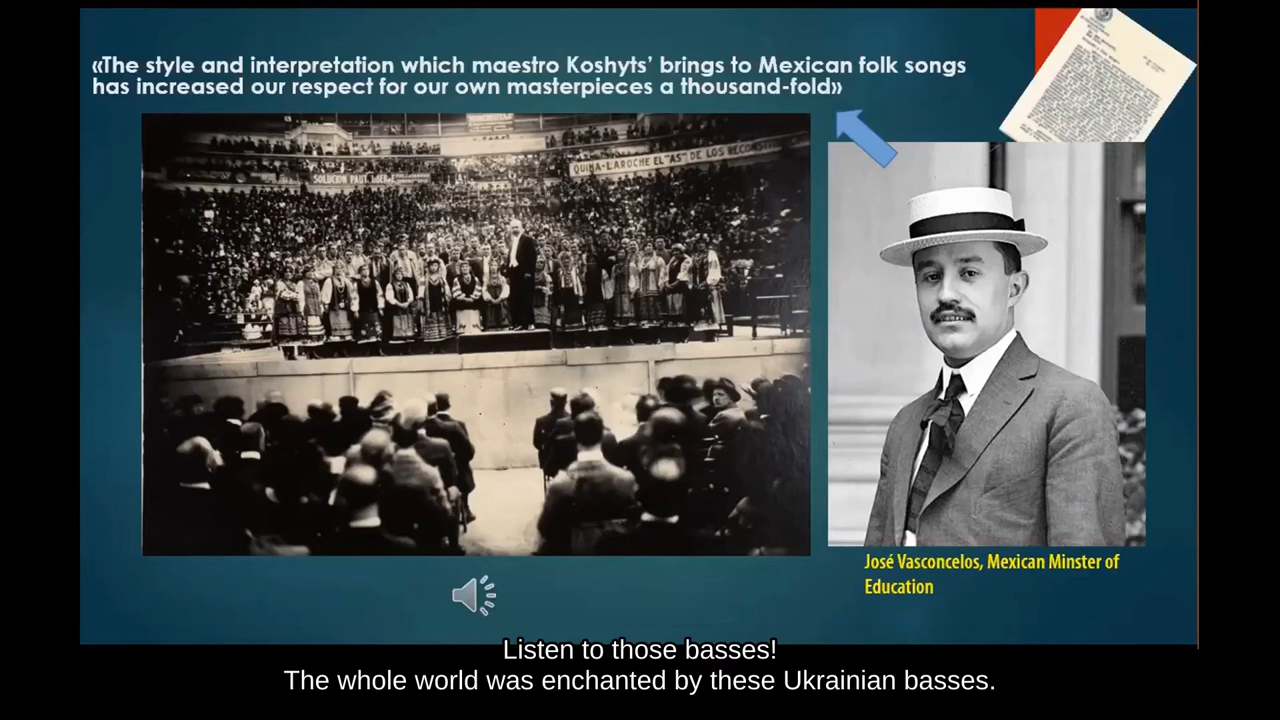 «The style and interpretation which maestro Koshyts’ brings to Mexican folk songs
has increased our respect for our own masterpieces a thousand-fold»
QUINA-LAROCHE EL "AS" DE LOS
SOLUCION PAUT
José Vasconcelos, Mexican Minster of
Education
Listen to those basses!
The whole world was enchanted by these Ukrainian basses.